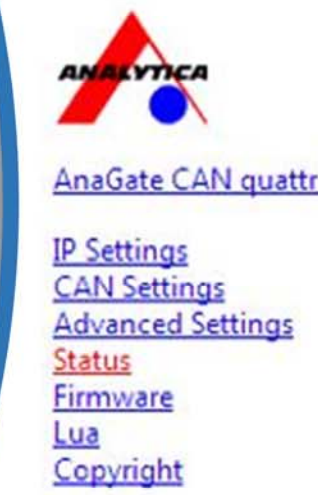 ANALYTICA
AnaGate CAN quattr
IP Settings
CAN Settings
Advanced Settings
Status
Firmware
Lua
Copyright